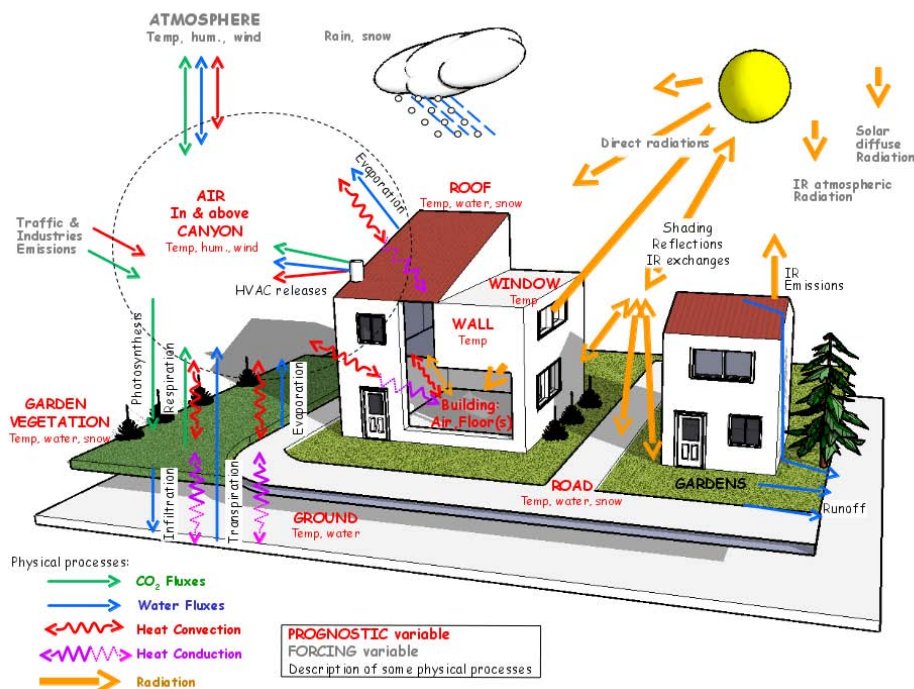 ATMOSPHERE
Temp, hum., wind
Rain, snow
Direct radiations
Solar
diffuse
Radiation
IR atmospheric
Radiation
Evaporation
ROOF
Temp, water, snow
AIR
In & above
CANYON
Temp, hum., wind
Traffic &
Industries
Emissions
Shading
Reflections
IR exchanges
HVAC releases
WINDOW
Temp
IR
Emissions
WALL
Temp
Photosynthesis
Respiration
Evaporation
GARDEN
VEGETATION
Temp, water, snow
Building:
Air, Floor(s)
Infiltration
Transpiration
ROAD
Temp, water, snow
GARDENS
Runoff
GROUND
Temp, water
Physical processes:
CO₂ Fluxes
Water Fluxes
Heat Convection
Heat Conduction
Radiation
PROGNOSTIC variable
FORCING variable
Description of some physical processes